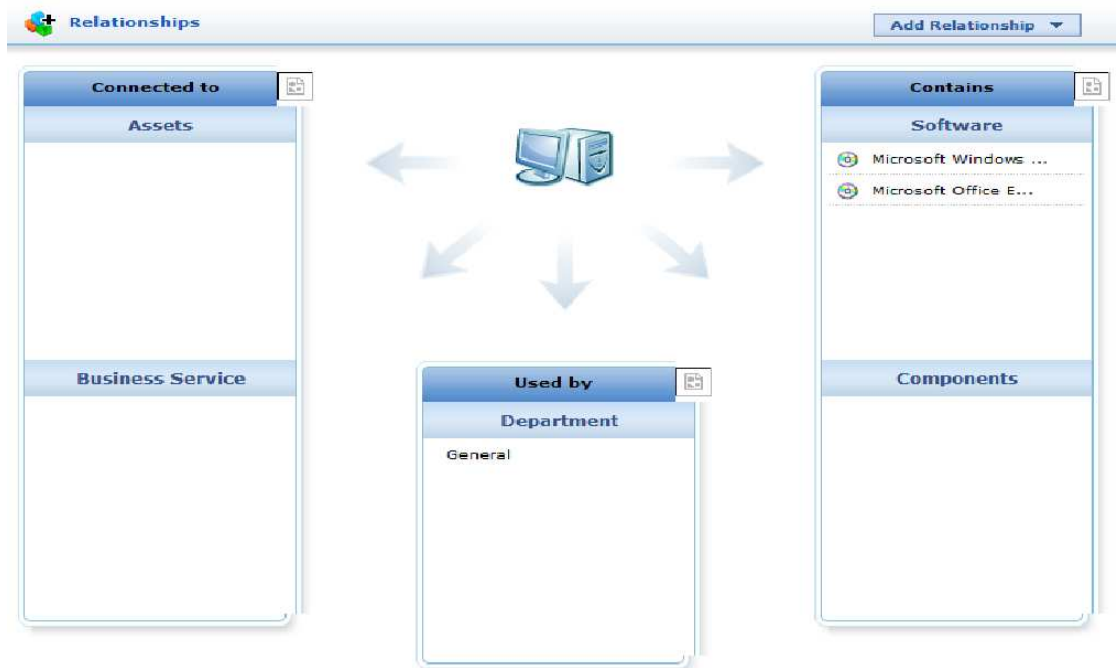 Relationships
Add Relationship
Connected to
Assets
Business Service
Used by
Department
General
Contains
Software
Microsoft Windows ...
Microsoft Office E...
Components